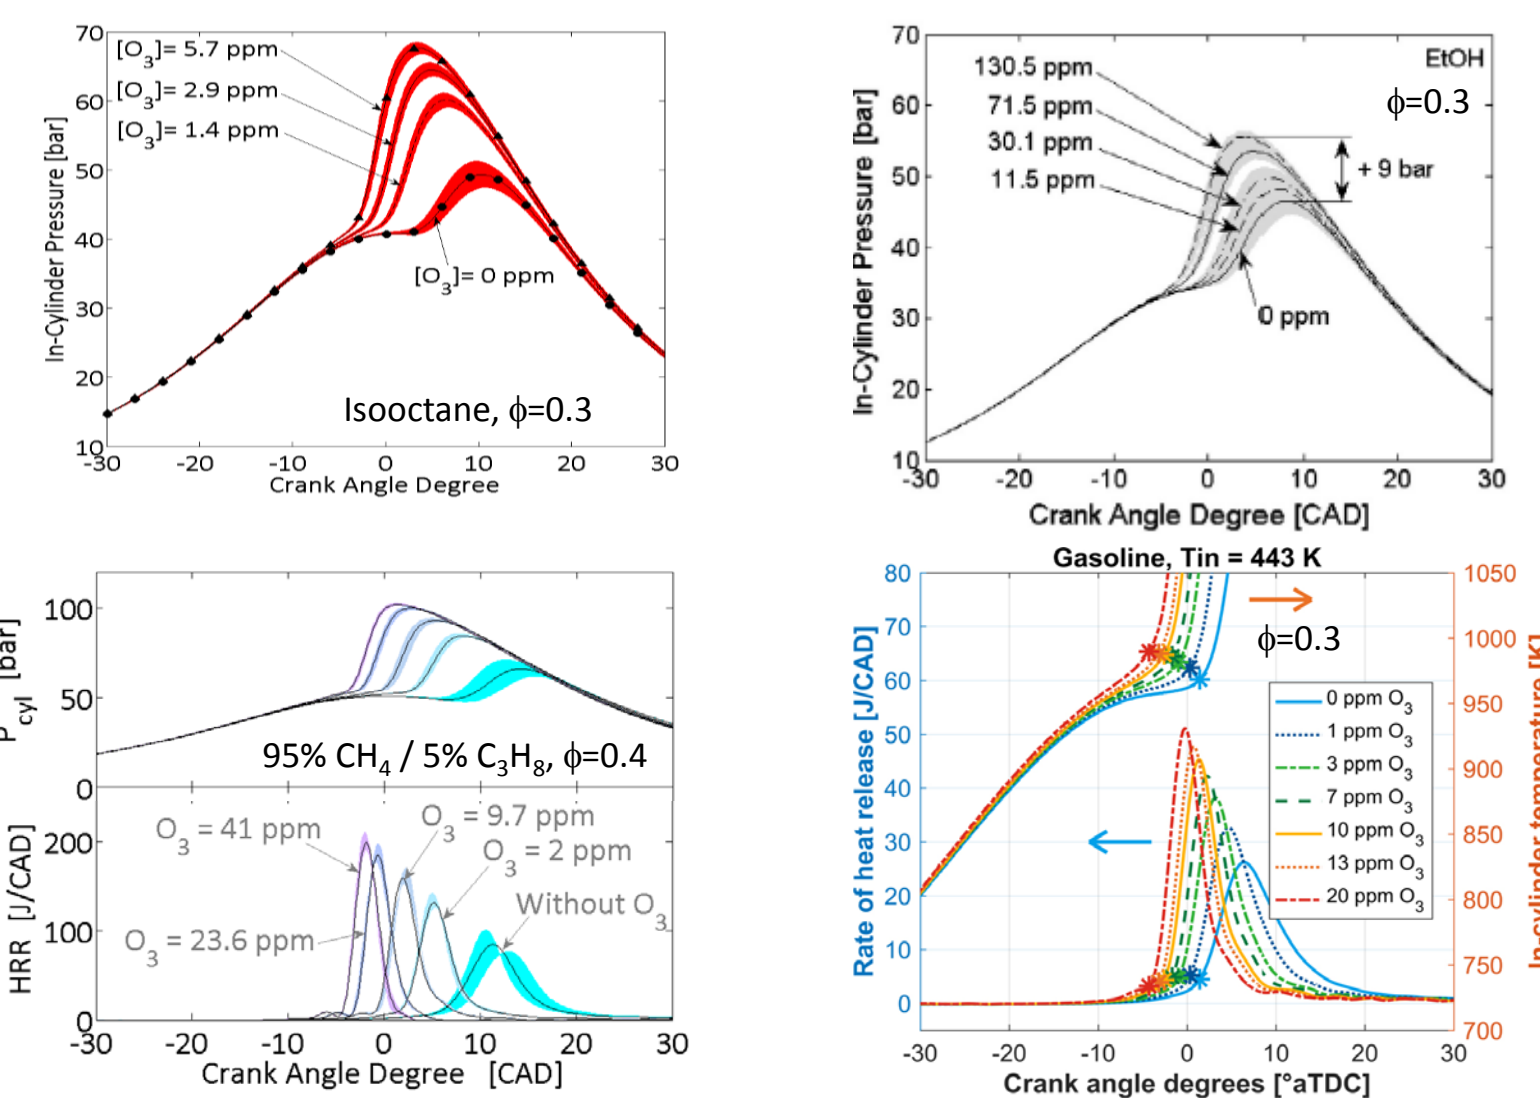 70
60
50
40
30
20
10
In-Cylinder Pressure [bar]
[O3]= 5.7 ppm
[O3]= 2.9 ppm
[O3]= 1.4 ppm
[O3]= 0 ppm
Isooctane, ϕ=0.3
-30 -20 -10 0 10 20 30
Crank Angle Degree
70
60
50
40
30
20
10
In-Cylinder Pressure [bar]
EtOH
ϕ=0.3
130.5 ppm
71.5 ppm
30.1 ppm
11.5 ppm
+ 9 bar
0 ppm
-30 -20 -10 0 10 20 30
Crank Angle Degree [CAD]
100
50
0
Pcyl [bar]
95% CH4 / 5% C3H8, ϕ=0.4
200
100
0
HRR [J/CAD]
O3 = 41 ppm
O3 = 9.7 ppm
O3 = 2 ppm
Without O3
O3 = 23.6 ppm
-30 -20 -10 0 10 20 30
Crank Angle Degree [CAD]
Gasoline, Tin = 443 K
80
70
60
50
40
30
20
10
0
Rate of heat release [J/CAD]
ϕ=0.3
0 ppm O3
1 ppm O3
3 ppm O3
7 ppm O3
10 ppm O3
13 ppm O3
20 ppm O3
1050
1000
950
900
850
800
750
700
In-cylinder temperature [K]
-30 -20 -10 0 10 20 30
Crank angle degrees [°aTDC]